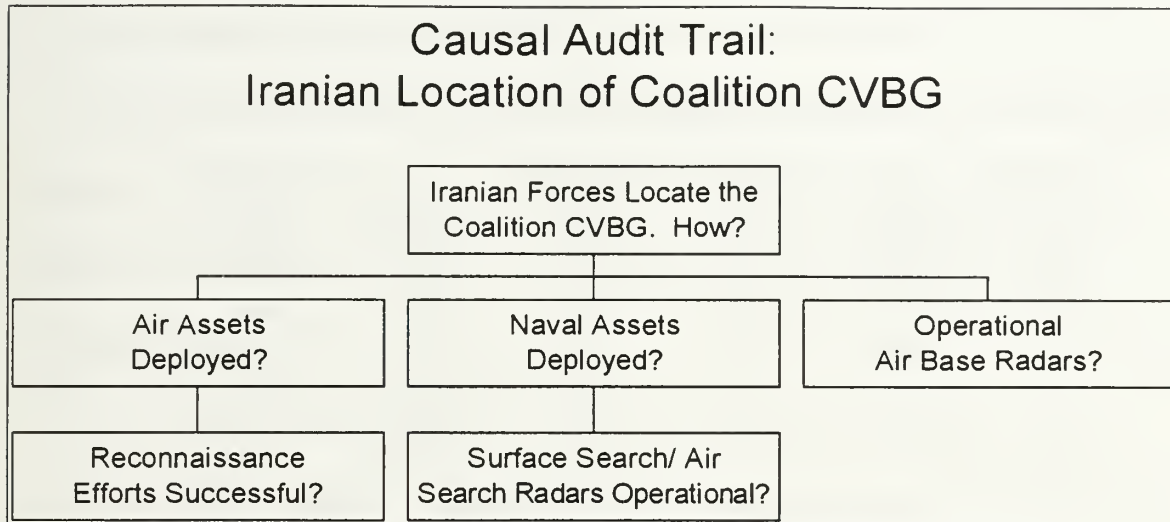 Causal Audit Trail:
Iranian Location of Coalition CVBG
Iranian Forces Locate the
Coalition CVBG. How?
Air Assets
Deployed?
Naval Assets
Deployed?
Operational
Air Base Radars?
Reconnaissance
Efforts Successful?
Surface Search/ Air
Search Radars Operational?